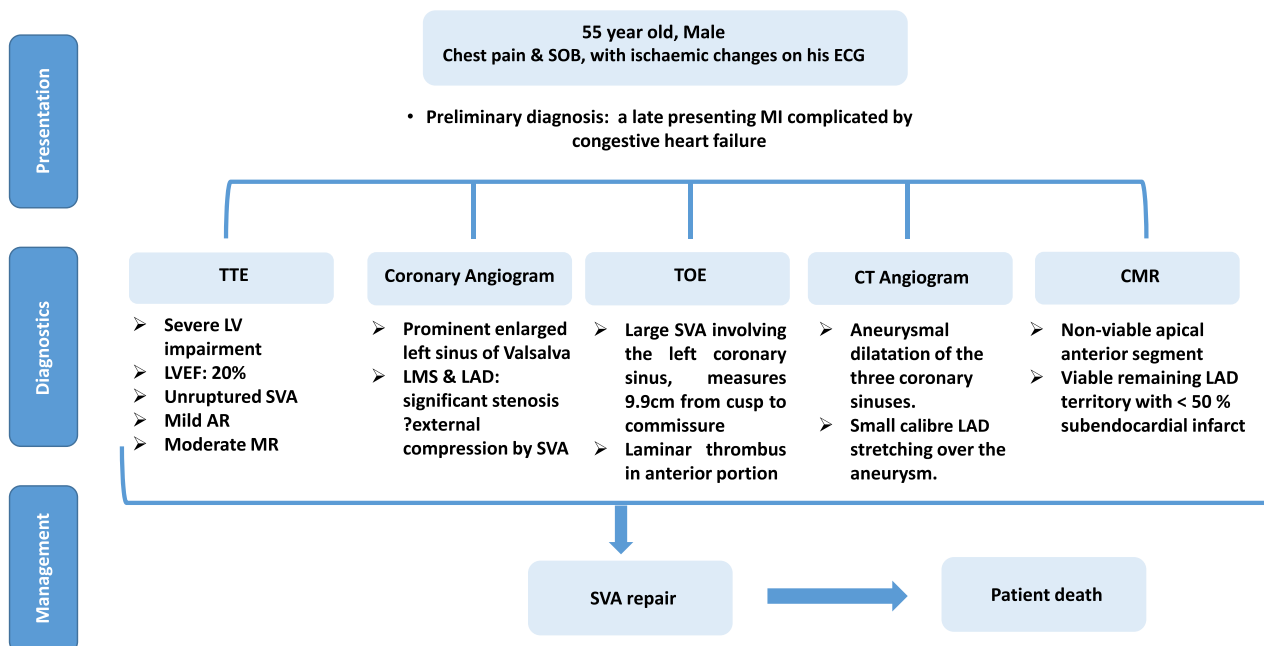 Presentation
55 year old, Male
Chest pain & SOB, with ischaemic changes on his ECG
• Preliminary diagnosis: a late presenting MI complicated by
congestive heart failure
Diagnostics
TTE
➢ Severe LV
impairment
➢ LVEF: 20%
➢ Unruptured SVA
➢ Mild AR
➢ Moderate MR
Coronary Angiogram
➢ Prominent enlarged
left sinus of Valsalva
➢ LMS & LAD:
significant stenosis
?external
compression by SVA
TOE
➢ Large SVA involving
the left coronary
sinus, measures
9.9cm from cusp to
commissure
➢ Laminar thrombus
in anterior portion
CT Angiogram
➢ Aneurysmal
dilatation of the
three coronary
sinuses.
➢ Small calibre LAD
stretching over the
aneurysm.
CMR
➢ Non-viable apical
anterior segment
➢ Viable remaining LAD
territory with < 50 %
subendocardial infarct
Management
SVA repair
Patient death